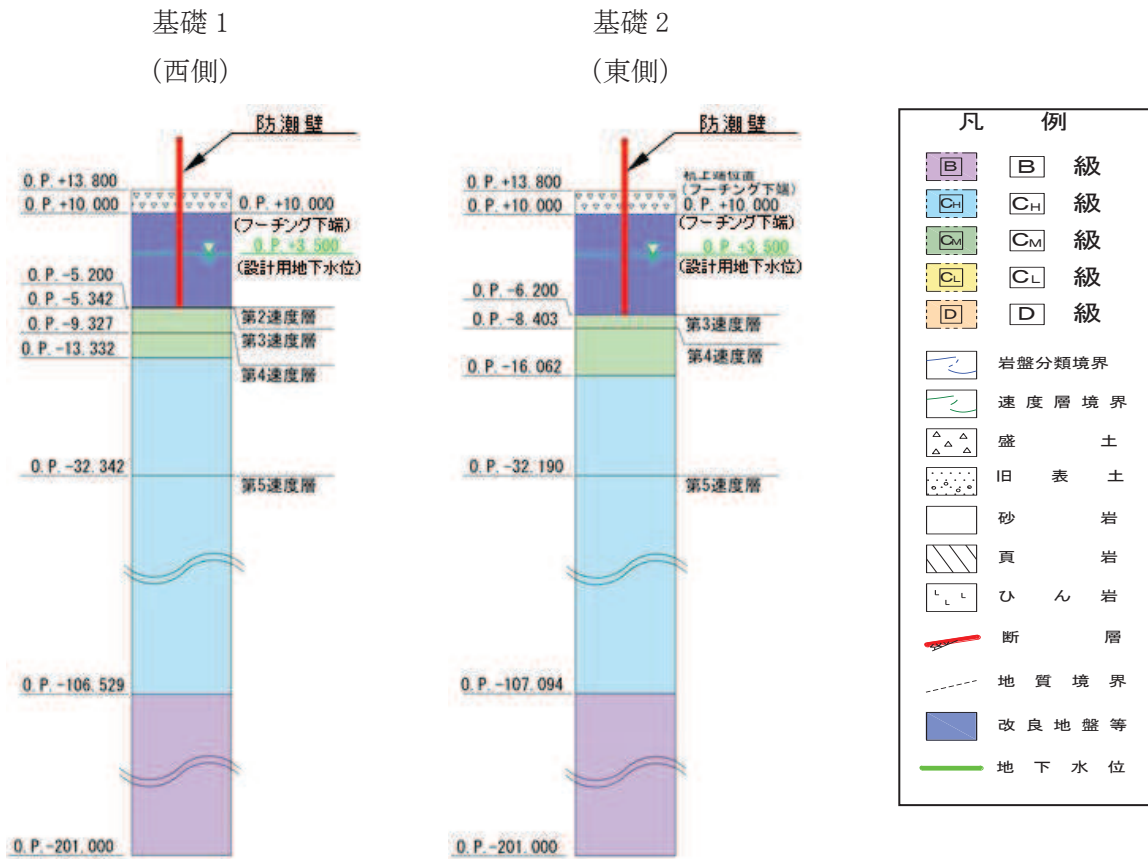 基礎 1
(西側)
防潮壁
O.P.+13.800
O.P.+10.000
O.P.+10.000
(フーチング下端)
O.P.+3.500
(設計用地下水位)
O.P.-5.200
O.P.-5.342
第2速度層
O.P.-9.327
第3速度層
O.P.-13.332
第4速度層
O.P.-32.342
第5速度層
O.P.-106.529
O.P.-201.000
基礎 2
(東側)
防潮壁
杭上端位置
O.P.+13.800
(フーチング下端)
O.P.+10.000
O.P.+10.000
(フーチング下端)
O.P.+3.500
(設計用地下水位)
O.P.-6.200
第3速度層
O.P.-8.403
第4速度層
O.P.-16.062
O.P.-32.190
第5速度層
O.P.-107.094
O.P.-201.000
凡 例
B B 級
CH CH 級
CM CM 級
CL CL 級
D D 級
岩盤分類境界
速度層境界
盛土
旧表土
砂岩
頁岩
ひん岩
断層
地質境界
改良地盤等
地下水位